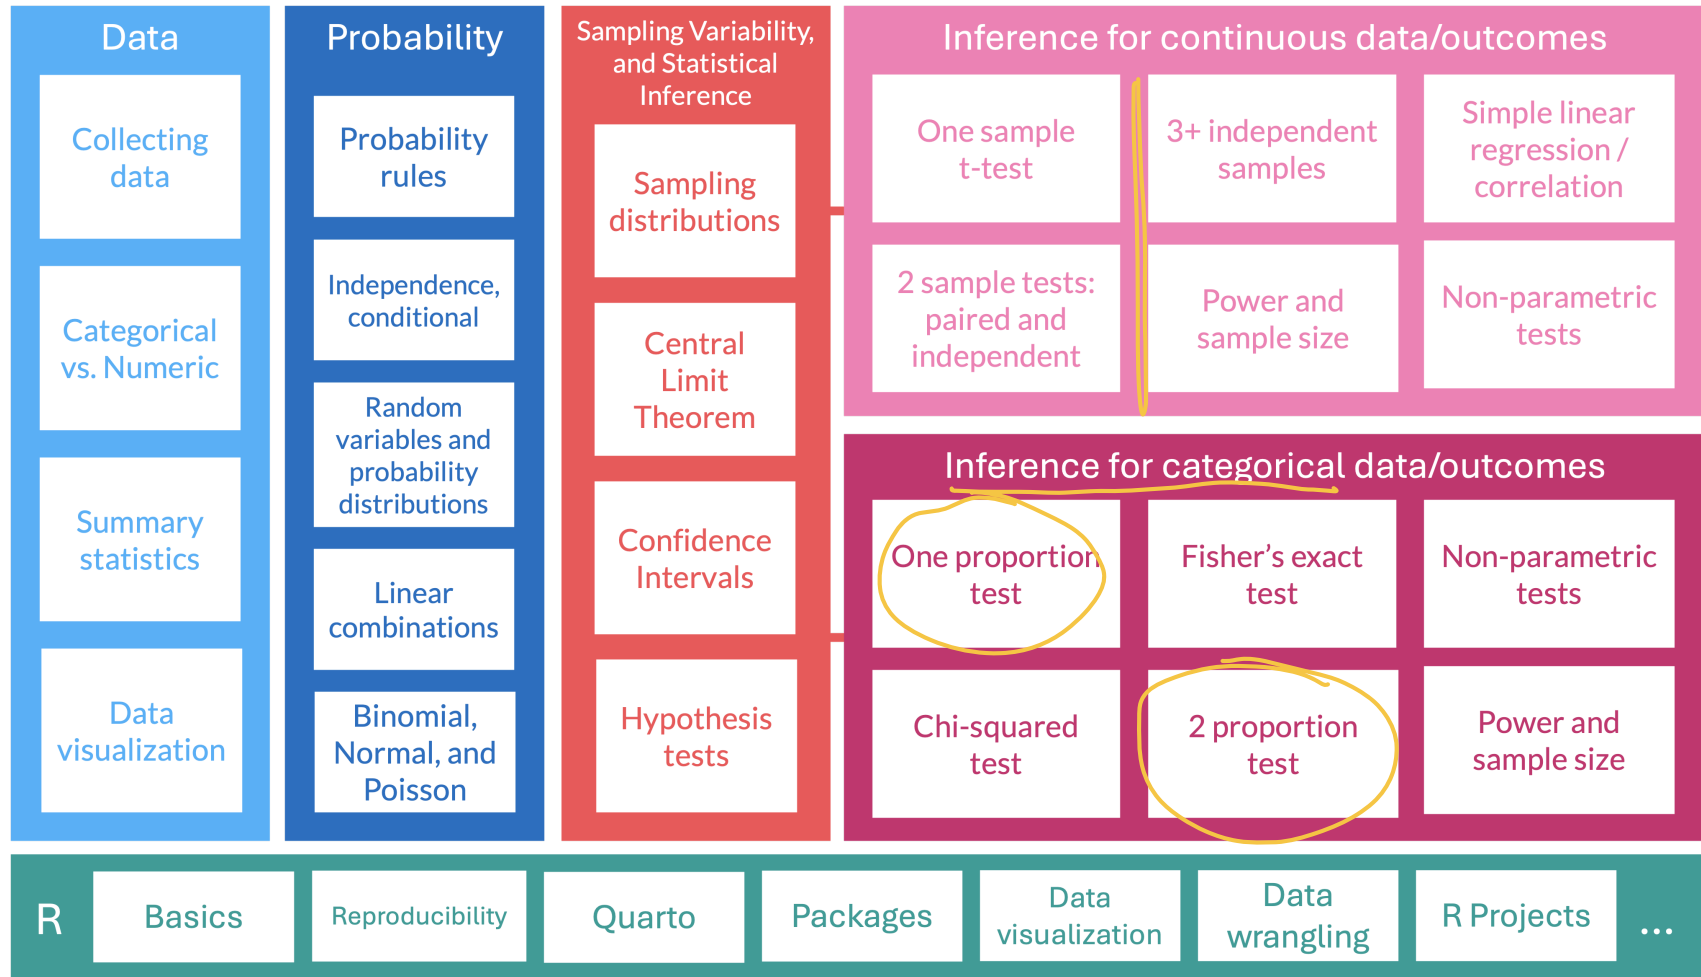 Data
Collecting
data
Categorical
vs. Numeric
Summary
statistics
Data
visualization
Probability
Probability
rules
Independence,
conditional
Random
variables and
probability
distributions
Linear
combinations
Binomial,
Normal, and
Poisson
Sampling Variability,
and Statistical
Inference
Sampling
distributions
Central
Limit
Theorem
Confidence
Intervals
Hypothesis
tests
Inference for continuous data/outcomes
One sample
t-test
3+ independent
samples
Simple linear
regression /
correlation
2 sample tests:
paired and
independent
Power and
sample size
Non-parametric
tests
Inference for categorical data/outcomes
One proportion
test
Fisher’s exact
test
Non-parametric
tests
Chi-squared
test
2 proportion
test
Power and
sample size
R
Basics
Reproducibility
Quarto
Packages
Data
visualization
Data
wrangling
R Projects
...